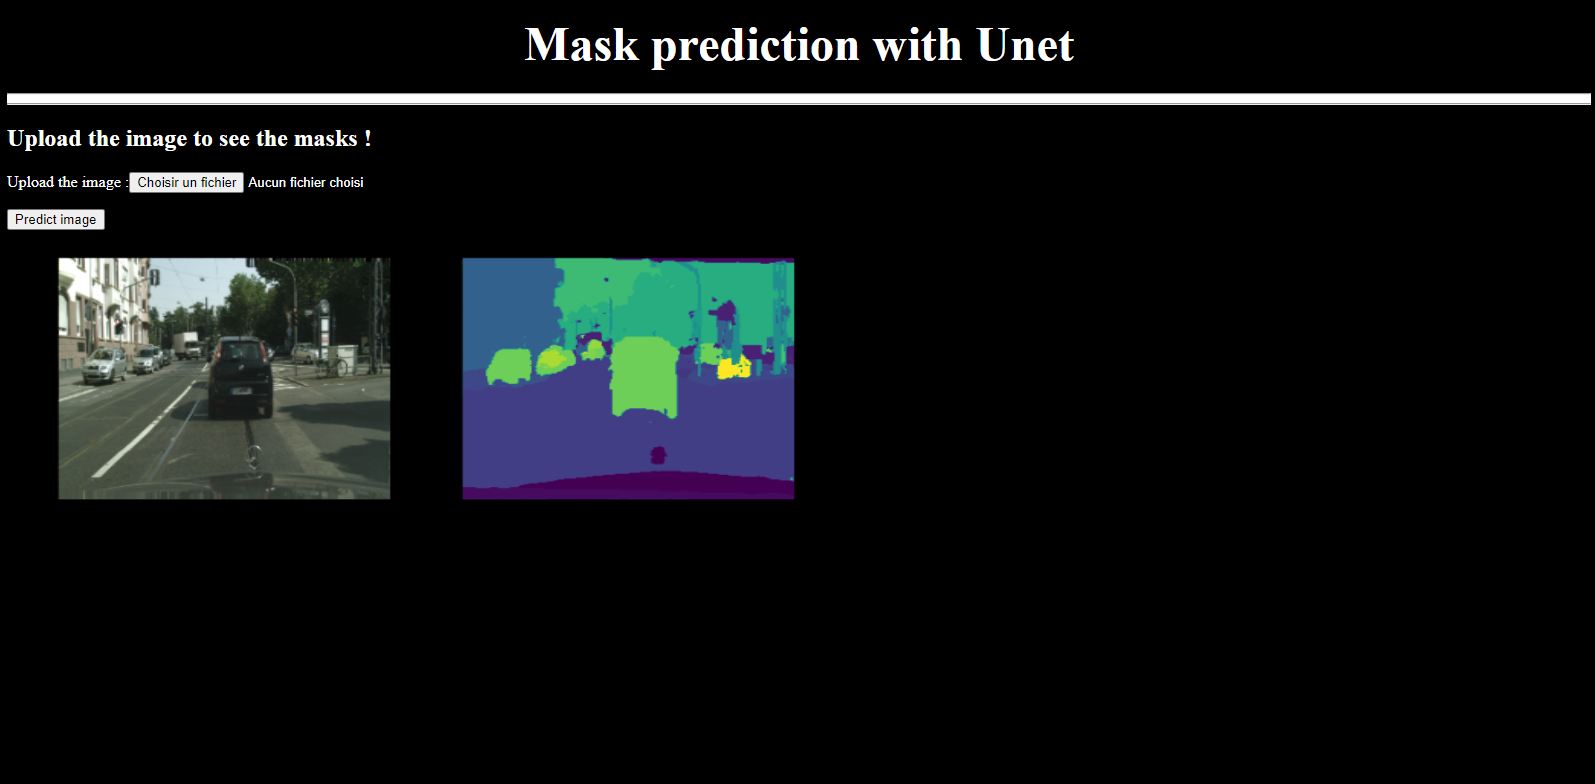 Mask prediction with Unet
Upload the image to see the masks !
Upload the image : Choisir un fichier Aucun fichier choisi
Predict image